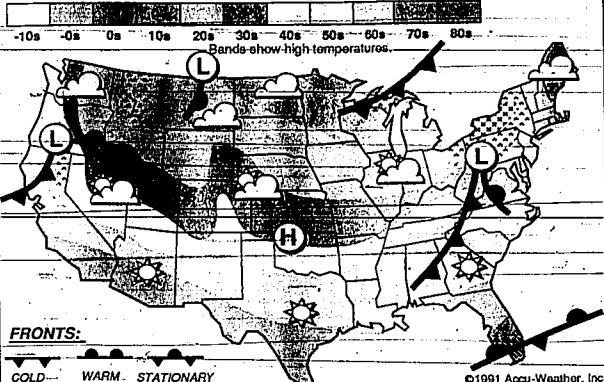 -10s -0s 0s 10s 20s 30s 40s 50s 60s 70s 80s
Bands show high temperatures.
L
L
L
H
FRONTS:
COLD WARM STATIONARY
©1991 Accu-Weather, Inc